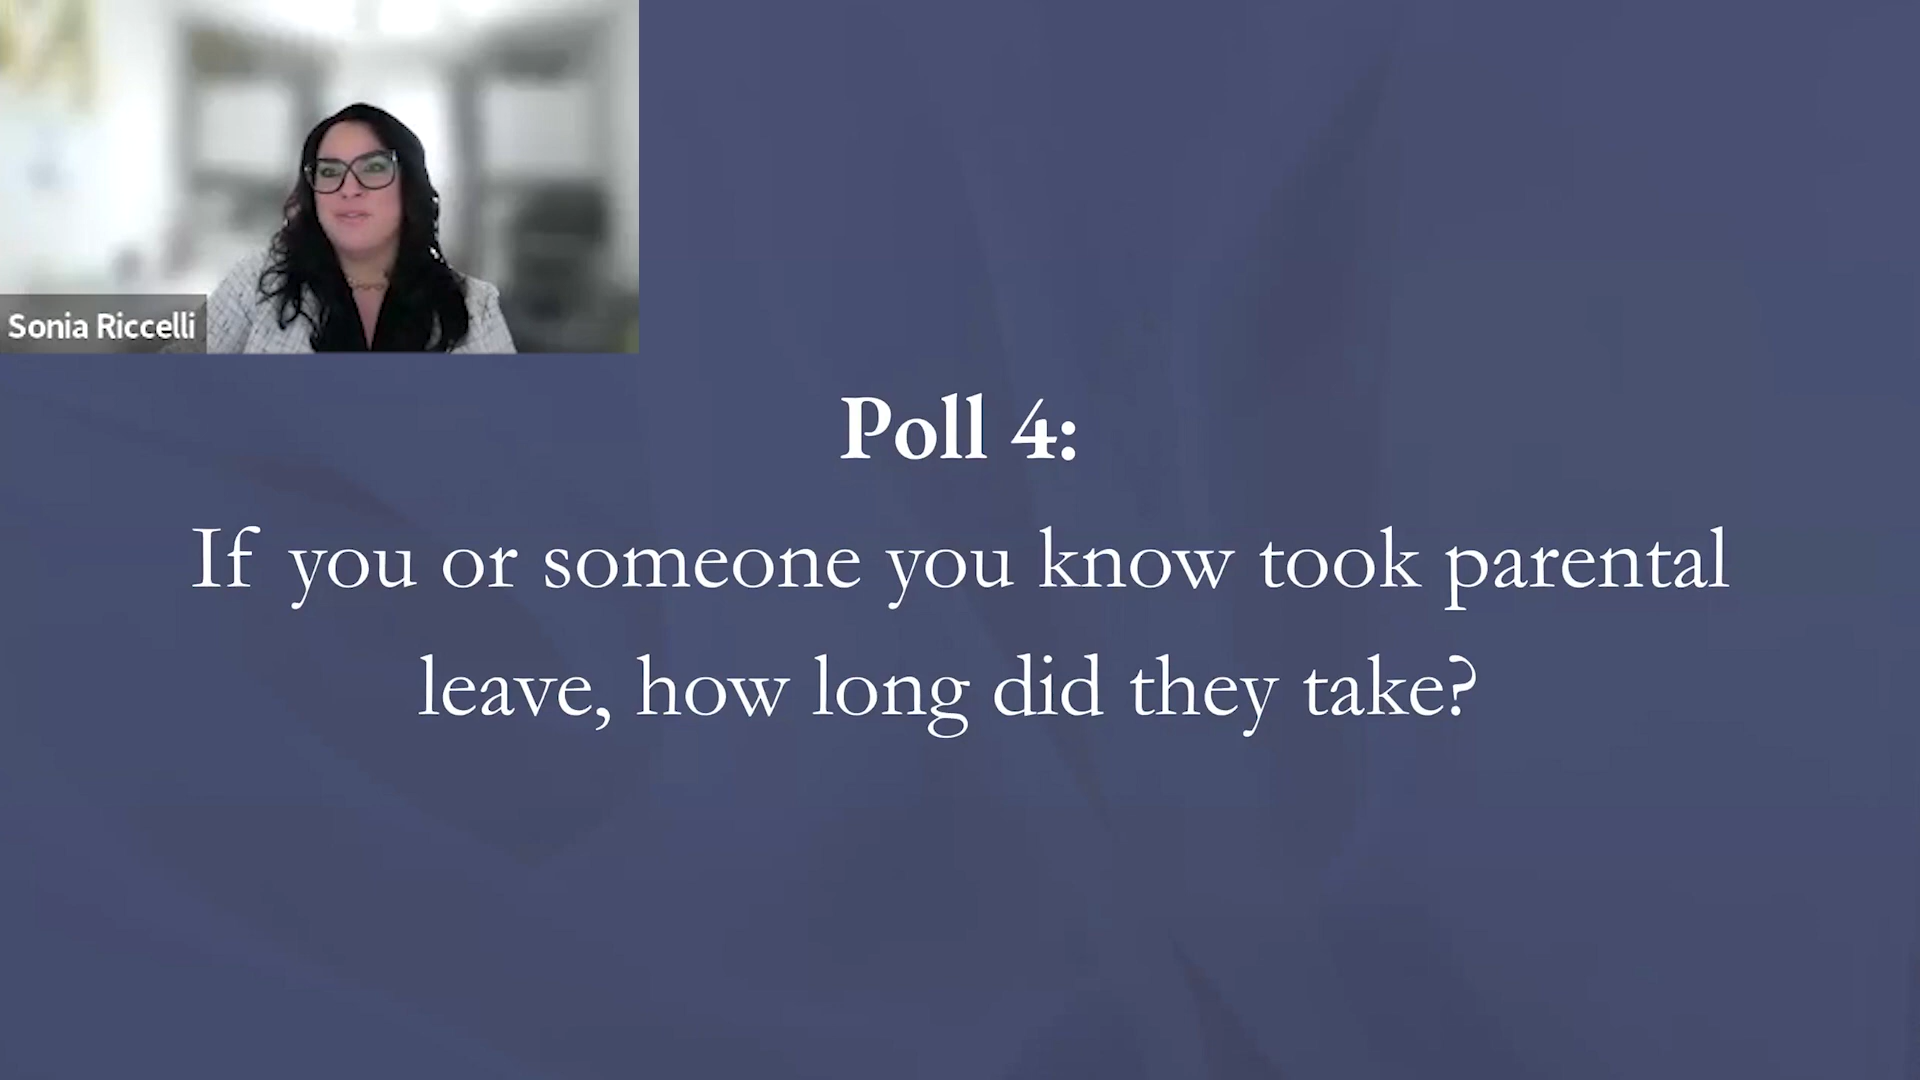 Sonia Riccelli
Poll 4:
If you or someone you know took parental
leave, how long did they take?